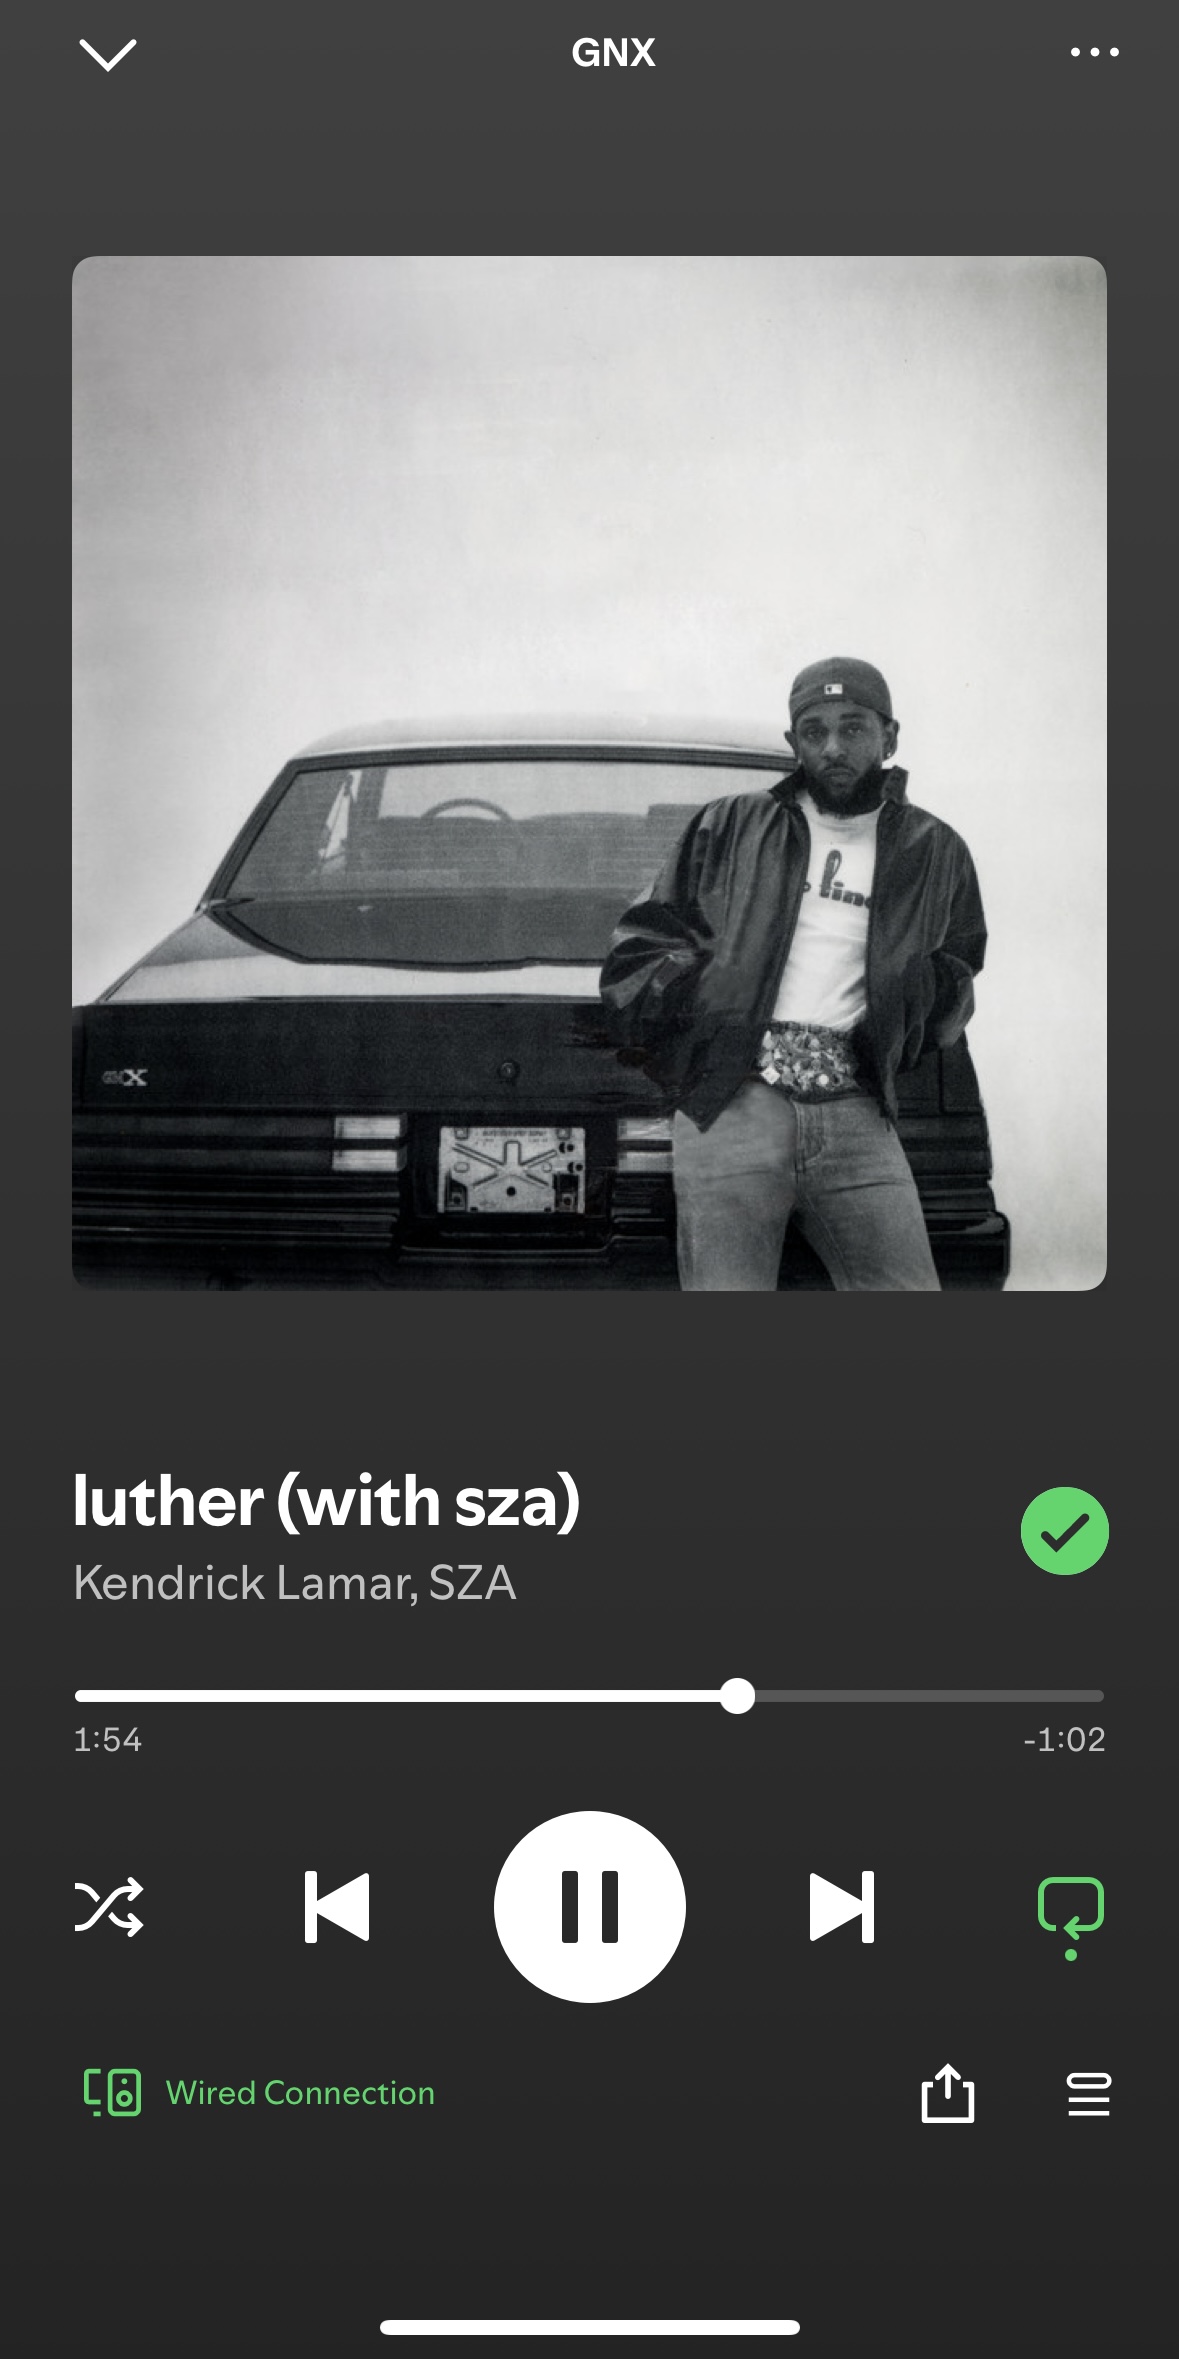 GNX
luther (with sza)
Kendrick Lamar, SZA
1:54
-1:02
Wired Connection